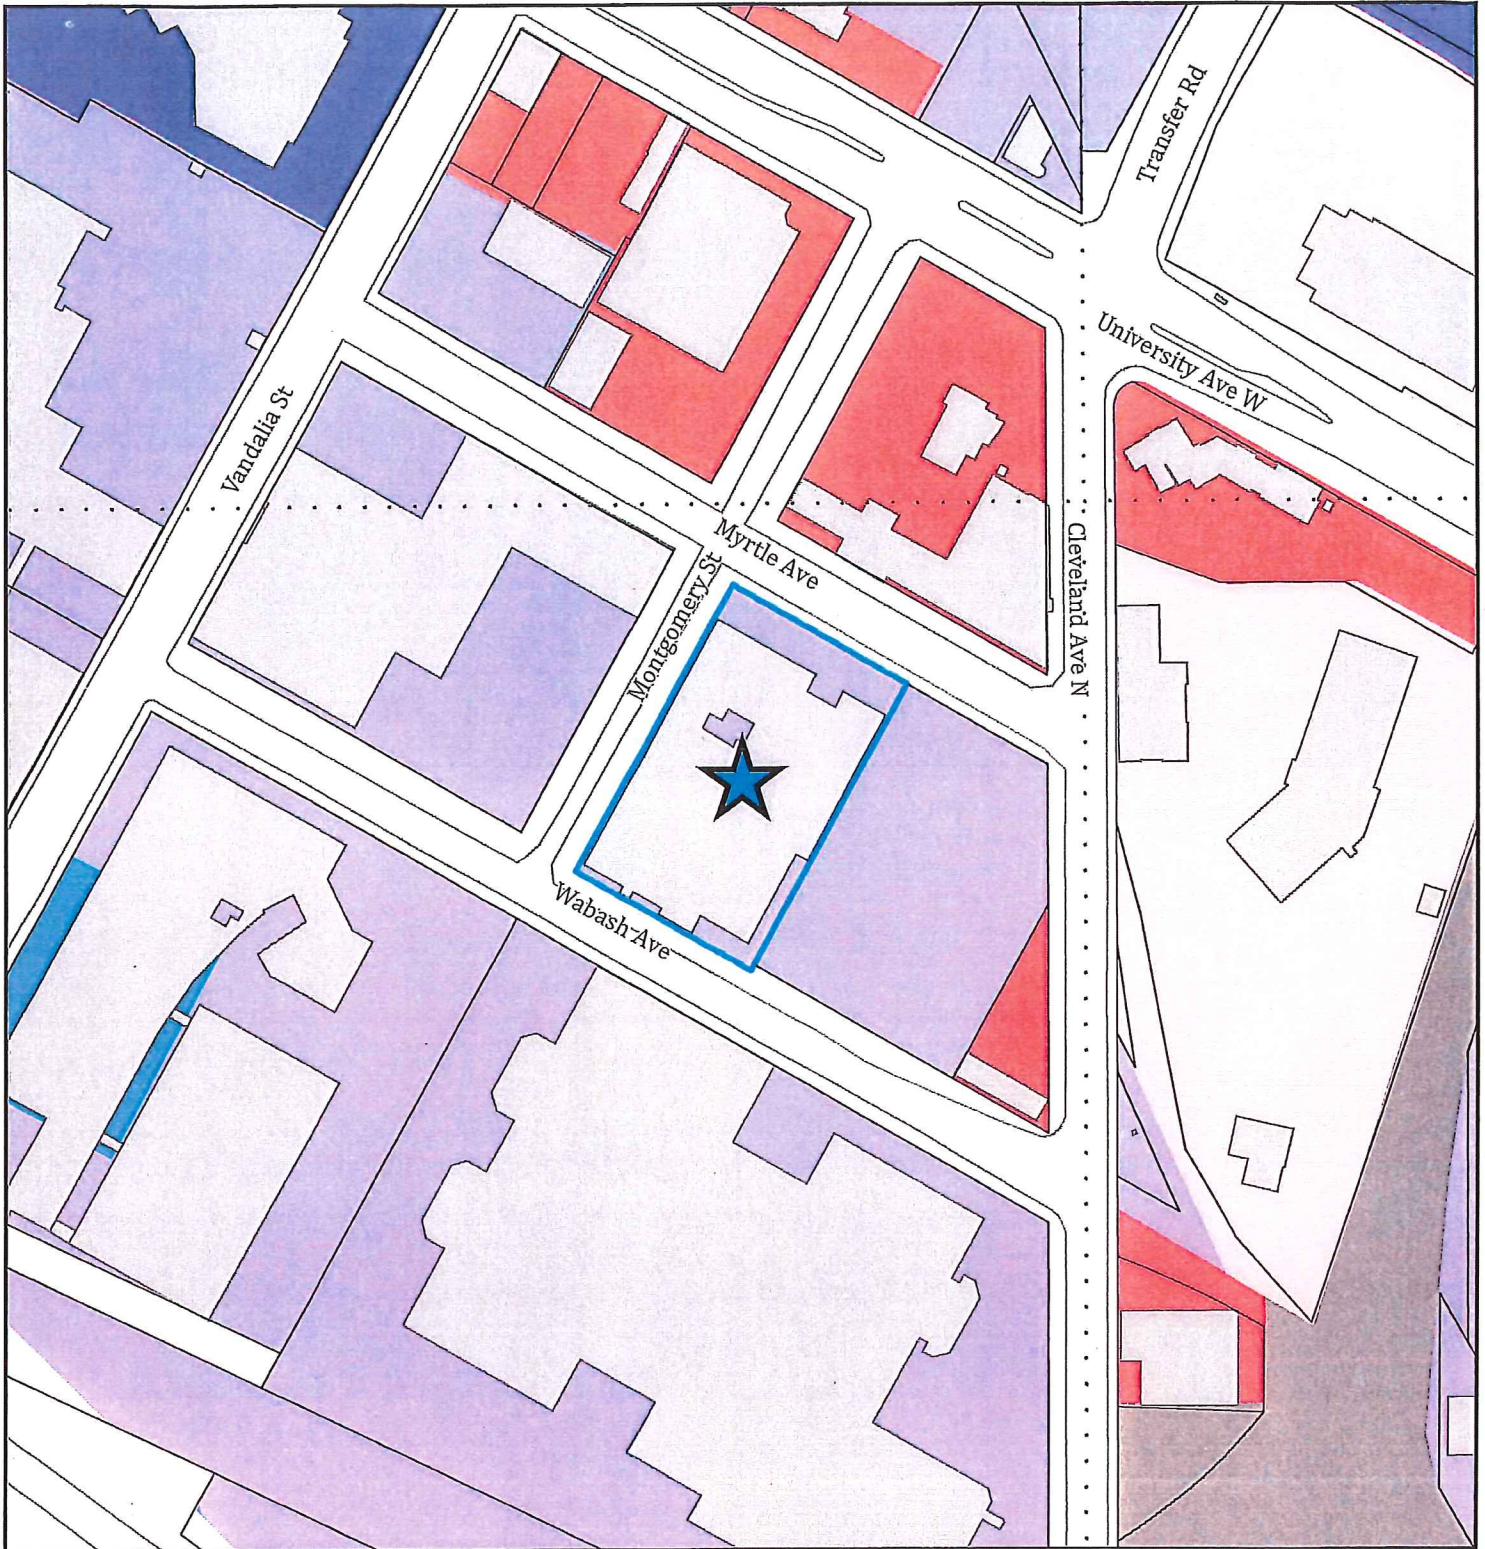 Transfer Rd
University Ave W
Vandalia St
Myrtle Ave
Cleveland Ave N
Montgomery St
Wabash Ave